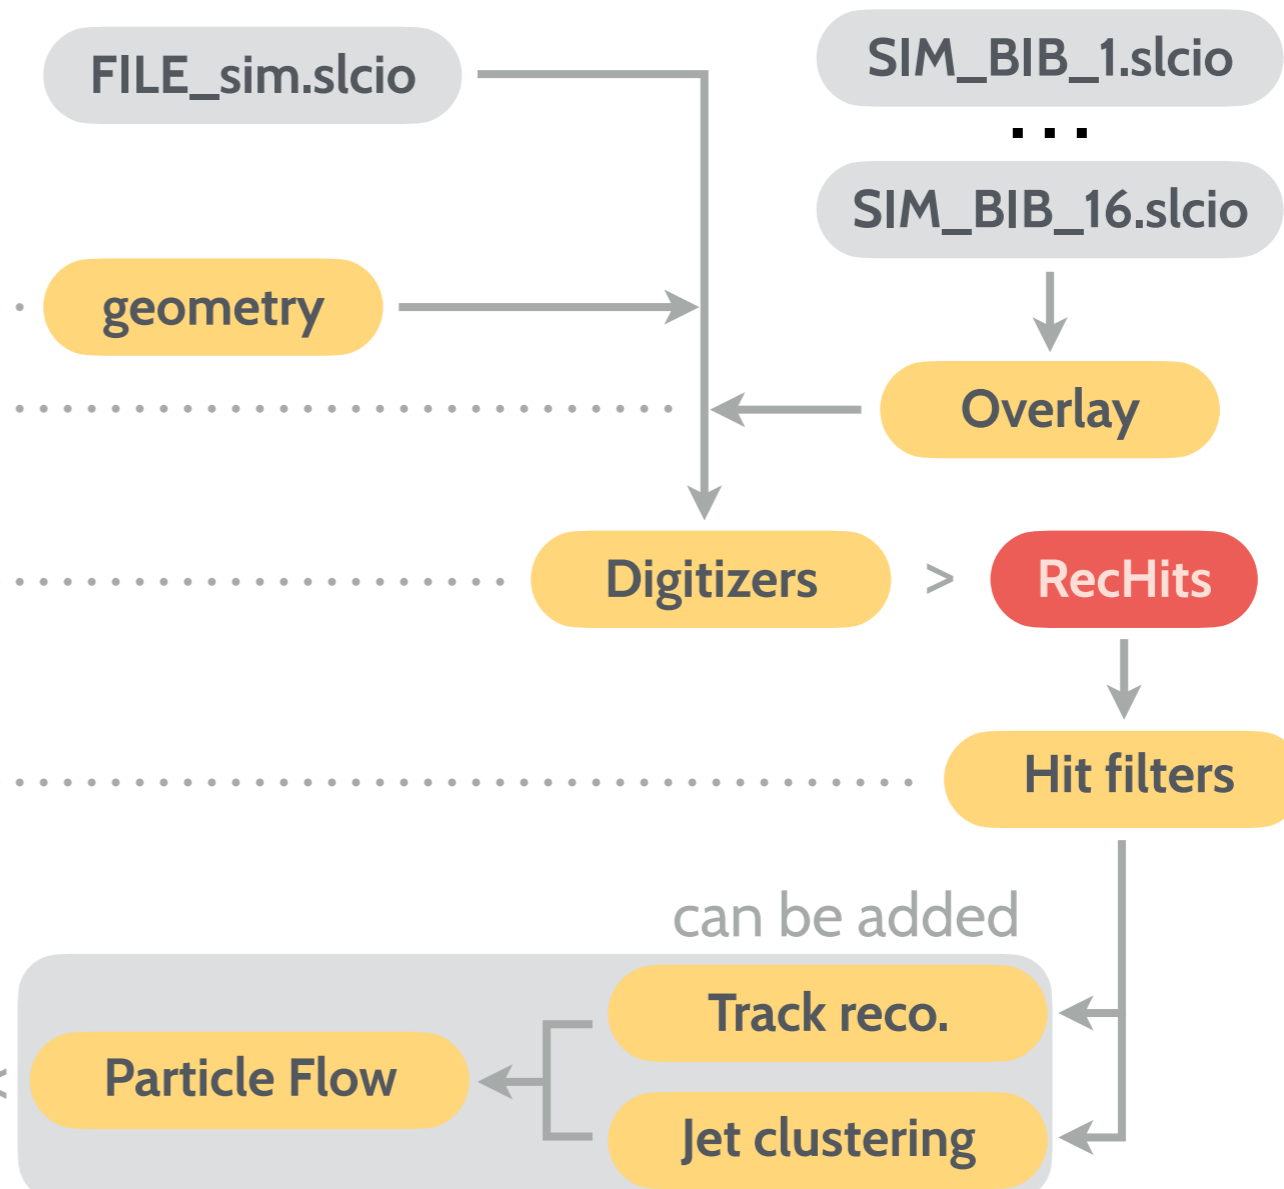 FILE_sim.slcio
SIM_BIB_1.slcio
...
SIM_BIB_16.slcio
geometry
Overlay
Digitizers > RecHits
Hit filters
can be added
Track reco.
< Particle Flow
Jet clustering